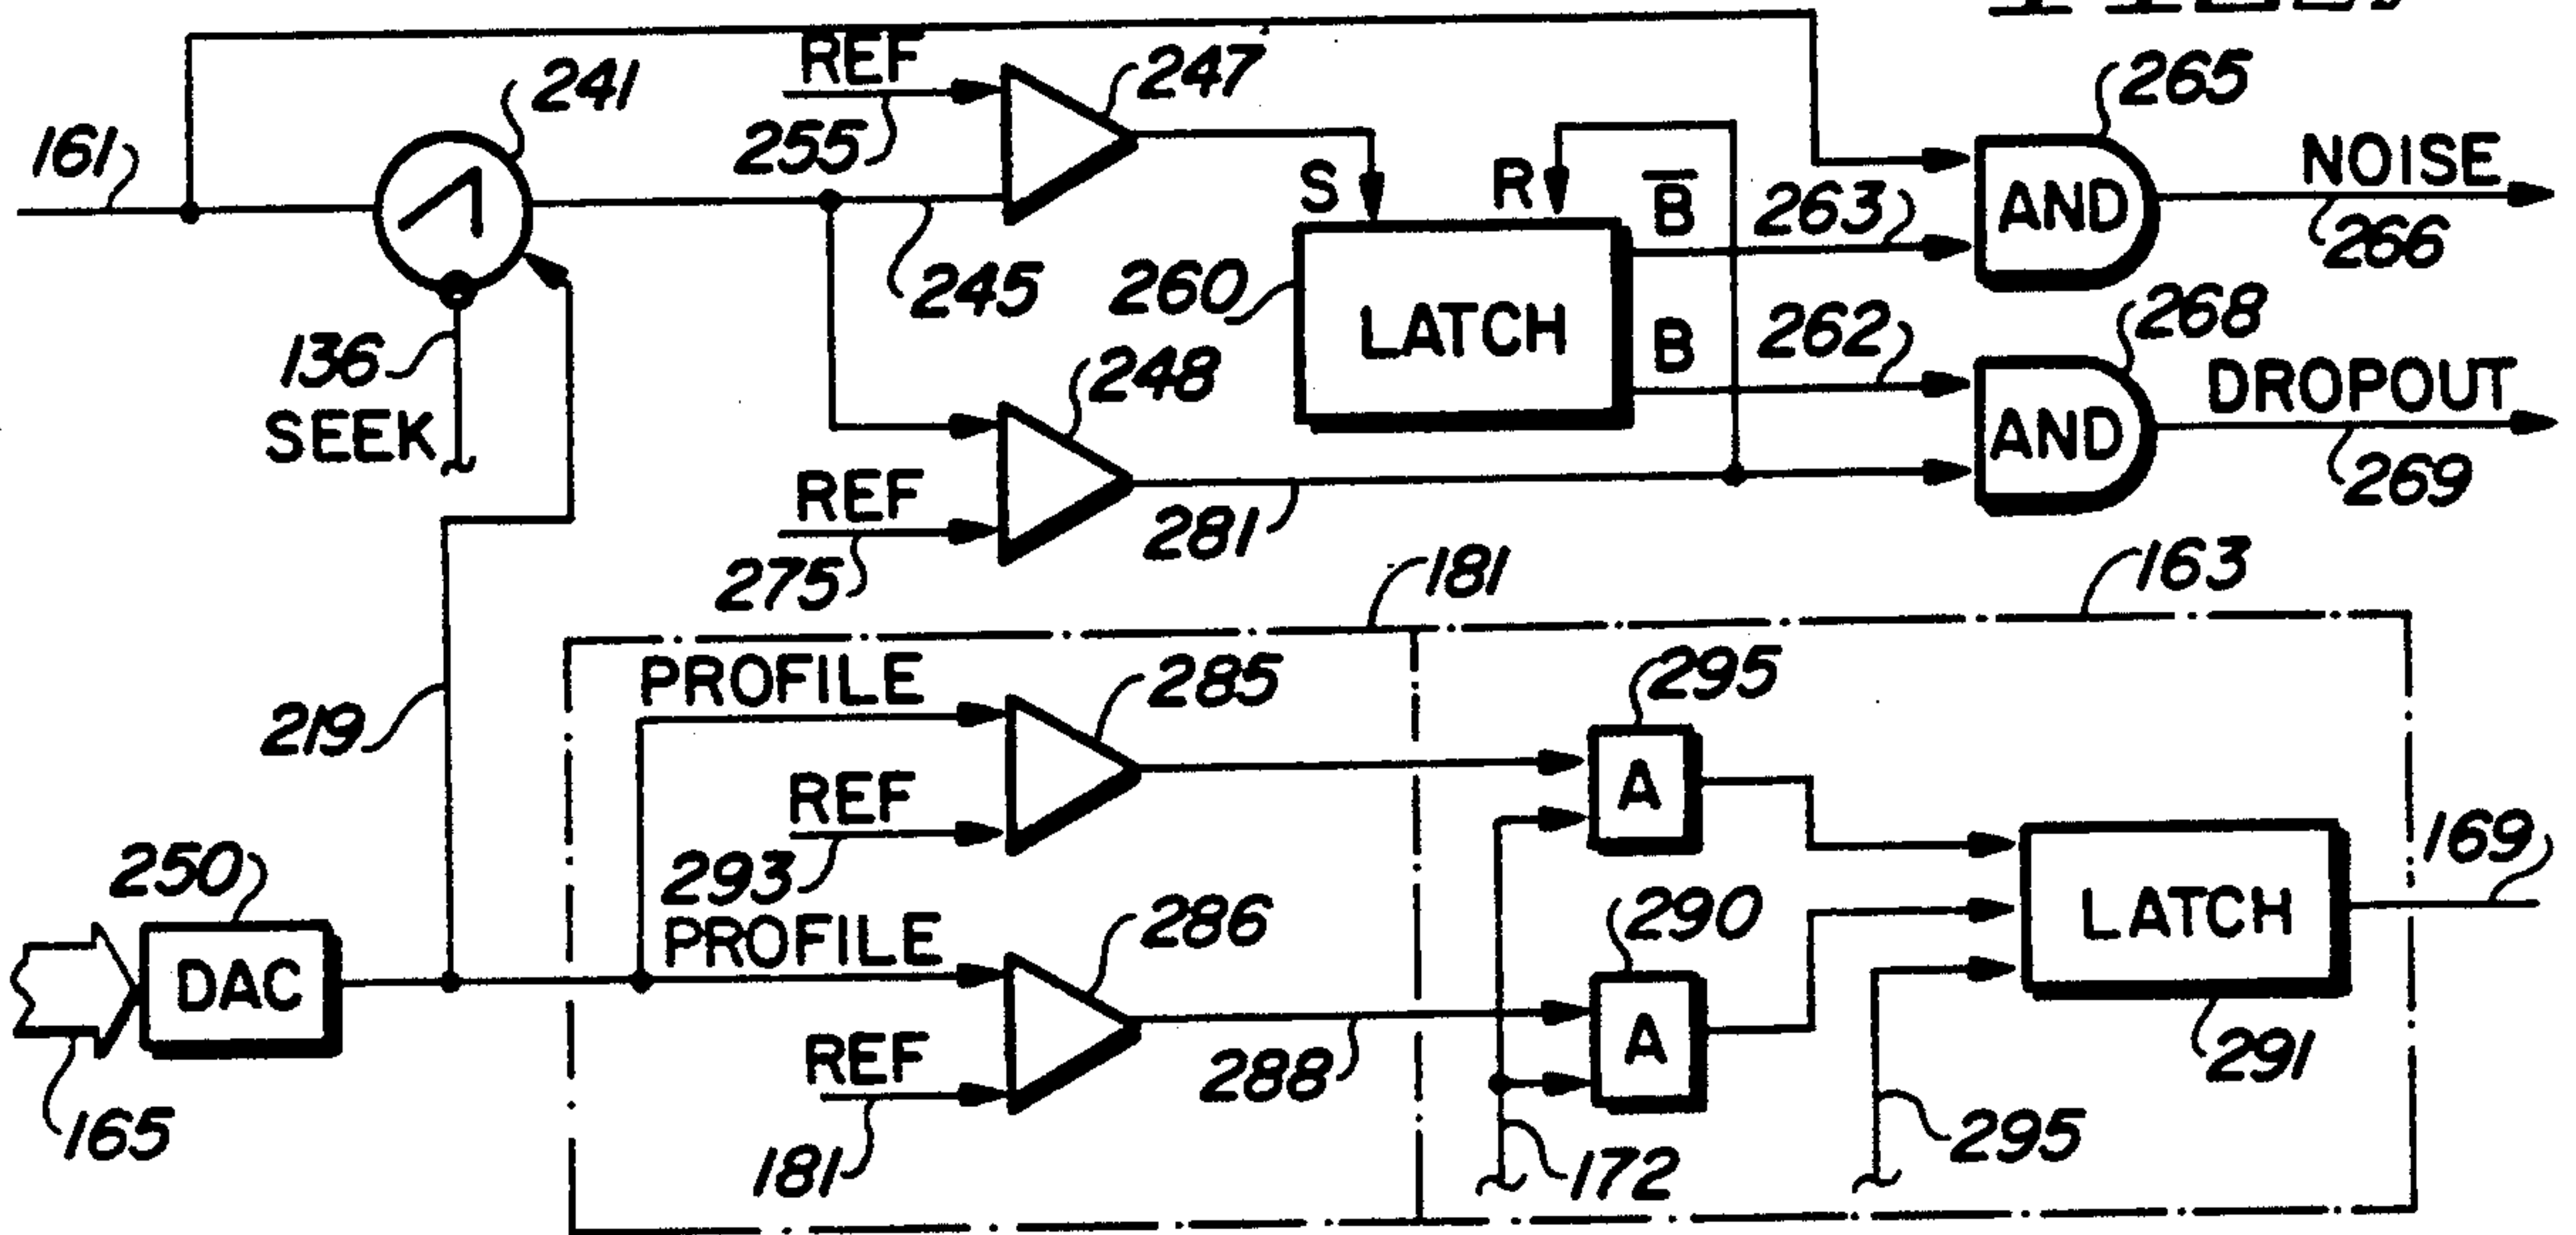 241
REF
247
265
161
255
S
R
B̅
263
NOISE
AND
266
245
260
LATCH
B
262
268
136
SEEK
248
DROPOUT
AND
269
REF
281
275
181
163
PROFILE
285
295
219
REF
A
293
250
PROFILE
286
290
169
DAC
LATCH
REF
288
A
291
165
181
172
295